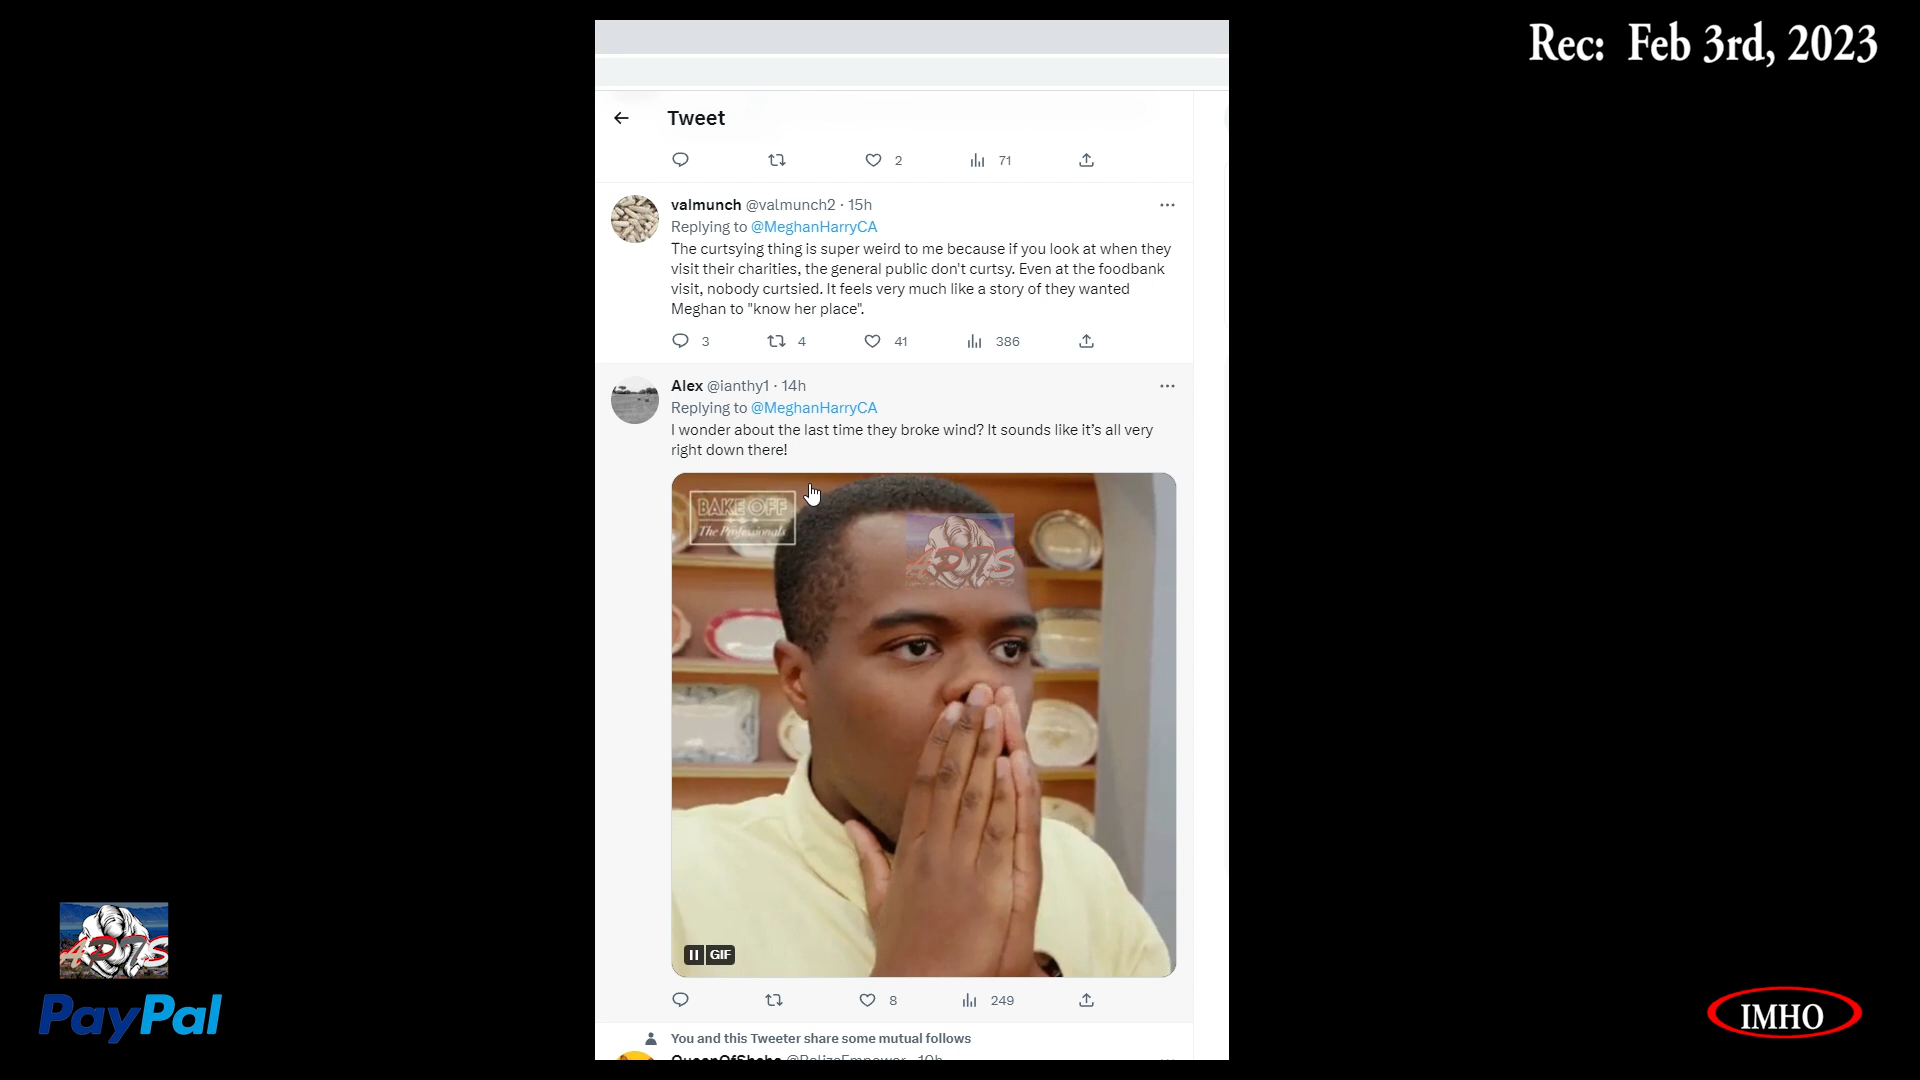 Rec: Feb 3rd, 2023
Tweet
2 71
valmunch @valmunch2 · 15h
Replying to @MeghanHarryCA
The curtsying thing is super weird to me because if you look at when they
visit their charities, the general public don't curtsy. Even at the foodbank
visit, nobody curtsied. It feels very much like a story of they wanted
Meghan to "know her place".
3 4 41 386
Alex @ianthy1 · 14h
Replying to @MeghanHarryCA
I wonder about the last time they broke wind? It sounds like it's all very
right down there!
BAKE OFF
The Professionals
GIF
8 249
You and this Tweeter share some mutual follows
PayPal
IMHO